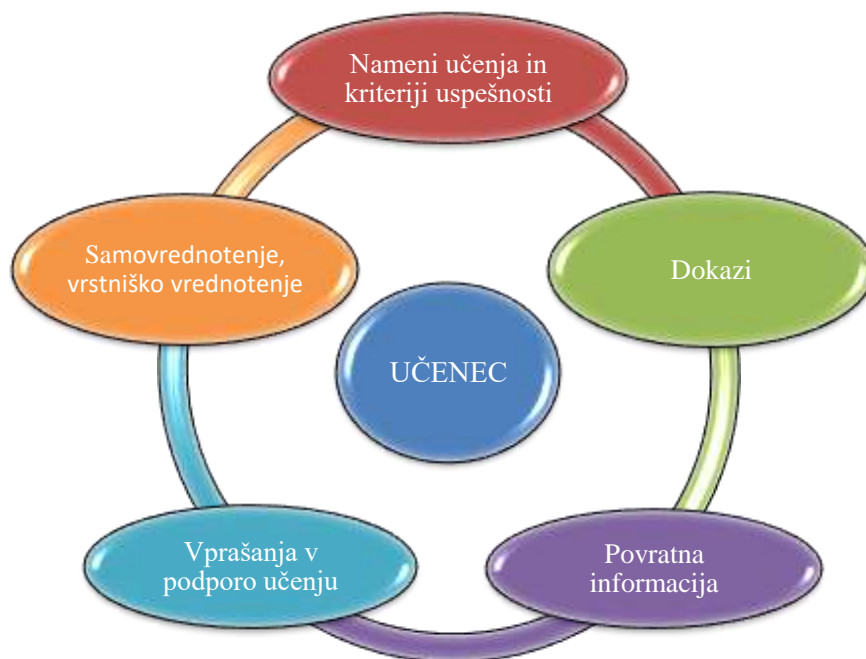 Nameni učenja in
kriteriji uspešnosti
Samovrednotenje,
vrstniško vrednotenje
Dokazi
UČENEC
Vprašanja v
podporo učenju
Povratna
informacija